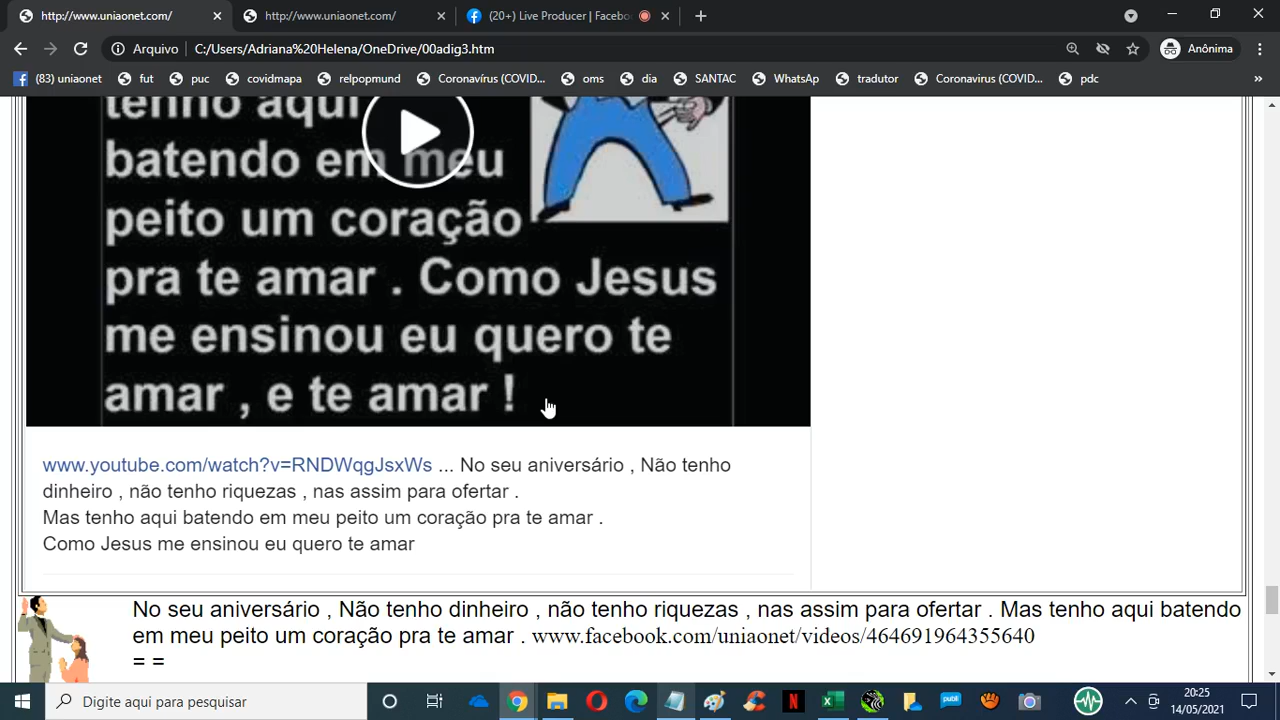 http://www.uniaonet.com/
http://www.uniaonet.com/
(20+) Live Producer | Facebo
Arquivo
C:/Users/Adriana%20Helena/OneDrive/00adig3.htm
Anônima
(83) uniaonet
fut
puc
covidmapa
relpopmund
Coronavírus (COVID...
oms
dia
SANTAC
WhatsAp
tradutor
Coronavirus (COVID...
pdc
»
tenho aqui
batendo em meu
peito um coração
pra te amar . Como Jesus
me ensinou eu quero te
amar , e te amar !
www.youtube.com/watch?v=RNDWqgJsxWs ... No seu aniversário , Não tenho
dinheiro , não tenho riquezas , nas assim para ofertar .
Mas tenho aqui batendo em meu peito um coração pra te amar .
Como Jesus me ensinou eu quero te amar
No seu aniversário , Não tenho dinheiro , não tenho riquezas , nas assim para ofertar . Mas tenho aqui batendo
em meu peito um coração pra te amar . www.facebook.com/uniaonet/videos/464691964355640
= =
Digite aqui para pesquisar
publi
20:25
14/05/2021